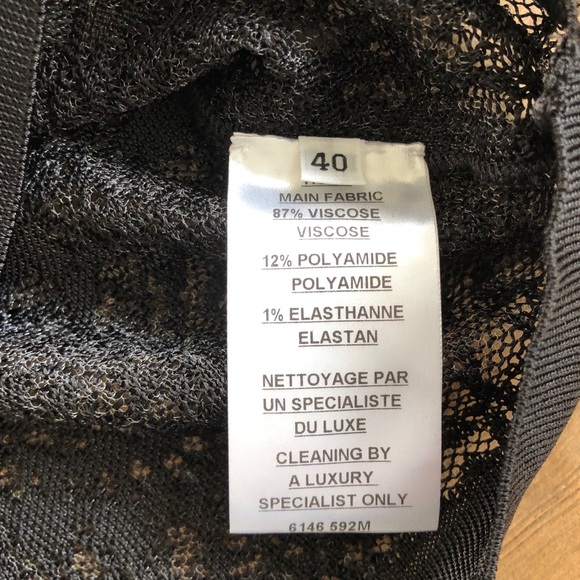 40
MAIN FABRIC
87% VISCOSE
VISCOSE
12% POLYAMIDE
POLYAMIDE
1% ELASTHANNE
ELASTAN
NETTOYAGE PAR
UN SPECIALISTE
DU LUXE
CLEANING BY
A LUXURY
SPECIALIST ONLY
6146 592M